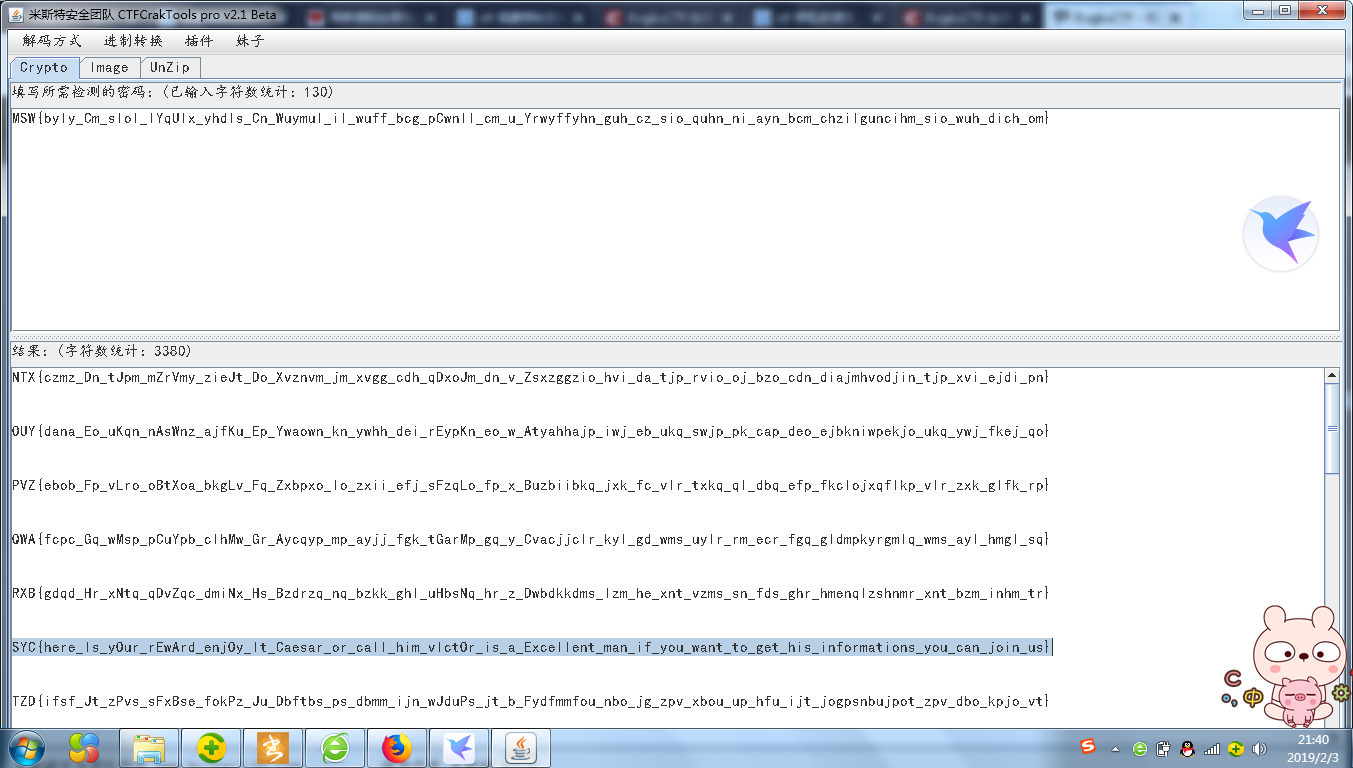 米斯特安全团队 CTFCrakTools pro v2.1 Beta
解码方式 进制转换 插件 妹子
Crypto Image UnZip
填写所需检测的密码：(已输入字符数统计：130)
MSW{byly_Cm_sIol_lYqUlx_yhdIs_Cn_Wuymul_il_wuff_bcg_pCwnIl_cm_u_Yrwyffyhn_guh_cz_sio_quhn_ni_ayn_bcm_chzilguncihm_sio_wuh_dich_om}
结果：(字符数统计：3380)
NTX{czmz_Dn_tJpm_mZrVmy_zieJt_Do_Xvznvm_jm_xvgg_cdh_qDxoJm_dn_v_Zsxzggzio_hvi_da_tjp_rvio_oj_bzo_cdn_diajmhvodjin_tjp_xvi_ejdi_pn}
OUY{dana_Eo_uKqn_nAsWnz_ajfKu_Ep_Ywaown_kn_ywhh_dei_rEypKn_eo_w_Atyahhajp_iwj_eb_ukq_swjp_pk_cap_deo_ejbkniwpekjo_ukq_ywj_fkej_qo}
PVZ{ebob_Fp_vLro_oBtXoa_bkgLv_Fq_Zxbpxo_lo_zxii_efj_sFzqLo_fp_x_Buzbiibkq_jxk_fc_vlr_txkq_ql_dbq_efp_fkclojxqflkp_vlr_zxk_glfk_rp}
QWA{fcpc_Gq_wMsp_pCuYpb_clhMw_Gr_Aycqyp_mp_ayjj_fgk_tGarMp_gq_y_Cvacjjclr_kyl_gd_wms_uylr_rm_ecr_fgq_gldmpkyrgmlq_wms_ayl_hmgl_sq}
RXB{gdqd_Hr_xNtq_qDvZqc_dmiNx_Hs_Bzdrzq_nq_bzkk_ghl_uHbsNq_hr_z_Dwbdkkdms_lzm_he_xnt_vzms_sn_fds_ghr_hmenqlzshnmr_xnt_bzm_inhm_tr}
SYC{here_Is_yOur_rEwArd_enjOy_It_Caesar_or_call_him_vIctOr_is_a_Excellent_man_if_you_want_to_get_his_informations_you_can_join_us}
TZD{ifsf_Jt_zPvs_sFxBse_fokPz_Ju_Dbftbs_ps_dbmm_ijn_wJduPs_jt_b_Fydfmmfou_nbo_jg_zpv_xbou_up_hfu_ijt_jogpsnbujpot_zpv_dbo_kpjo_vt}
C
中
21:40
2019/2/3